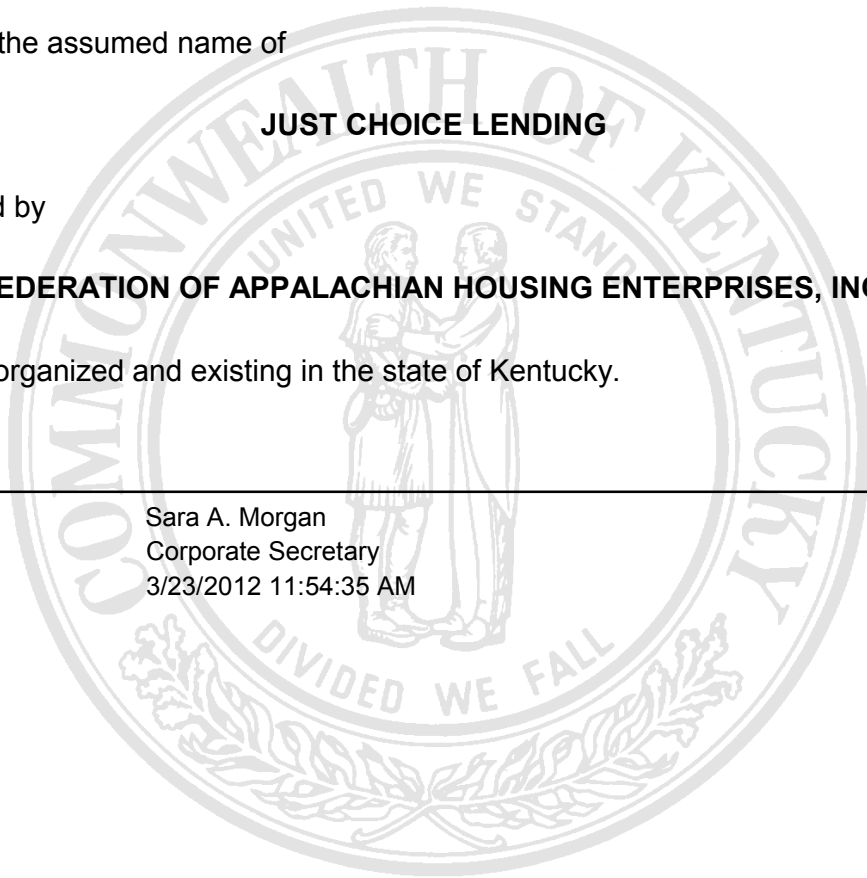 the assumed name of
JUST CHOICE LENDING
d by
EDERATION OF APPALACHIAN HOUSING ENTERPRISES, INC
organized and existing in the state of Kentucky.
Sara A. Morgan
Corporate Secretary
3/23/2012 11:54:35 AM
COMMONWEALTH OF KENTUCKY
UNITED WE STAND
DIVIDED WE FALL